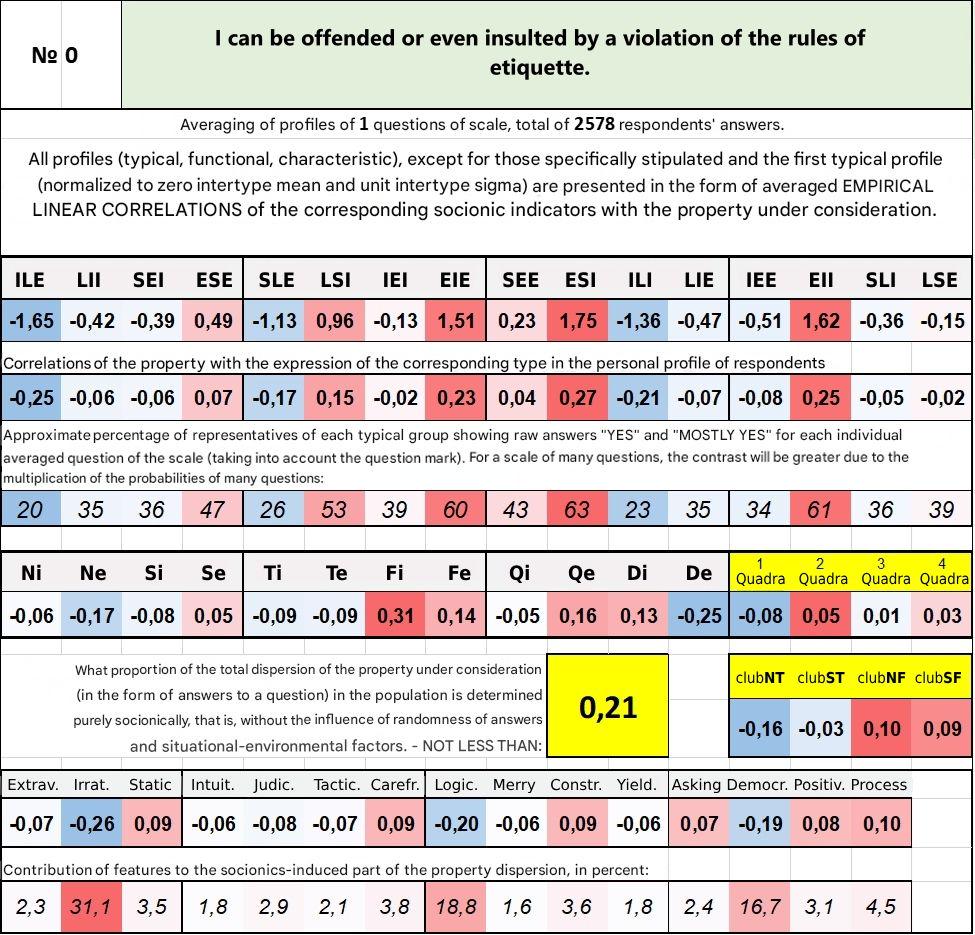 № 0
I can be offended or even insulted by a violation of the rules of
etiquette.
Averaging of profiles of 1 questions of scale, total of 2578 respondents' answers.
All profiles (typical, functional, characteristic), except for those specifically stipulated and the first typical profile
(normalized to zero intertype mean and unit intertype sigma) are presented in the form of averaged EMPIRICAL
LINEAR CORRELATIONS of the corresponding socionic indicators with the property under consideration.
ILE LII SEI ESE SLE LSI IEI EIE SEE ESI ILI LIE IEE EII SLI LSE
-1,65 -0,42 -0,39 0,49 -1,13 0,96 -0,13 1,51 0,23 1,75 -1,36 -0,47 -0,51 1,62 -0,36 -0,15
Correlations of the property with the expression of the corresponding type in the personal profile of respondents
-0,25 -0,06 -0,06 0,07 -0,17 0,15 -0,02 0,23 0,04 0,27 -0,21 -0,07 -0,08 0,25 -0,05 -0,02
Approximate percentage of representatives of each typical group showing raw answers "YES" and "MOSTLY YES" for each individual
averaged question of the scale (taking into account the question mark). For a scale of many questions, the contrast will be greater due to the
multiplication of the probabilities of many questions:
20 35 36 47 26 53 39 60 43 63 23 35 34 61 36 39
Ni Ne Si Se Ti Te Fi Fe Qi Qe Di De 1 Quadra 2 Quadra 3 Quadra 4 Quadra
-0,06 -0,17 -0,08 0,05 -0,09 -0,09 0,31 0,14 -0,05 0,16 0,13 -0,25 -0,08 0,05 0,01 0,03
What proportion of the total dispersion of the property under consideration
(in the form of answers to a question) in the population is determined
purely socionically, that is, without the influence of randomness of answers
and situational-environmental factors. - NOT LESS THAN:
0,21
clubNT clubST clubNF clubSF
-0,16 -0,03 0,10 0,09
Extrav. Irrat. Static Intuit. Judic. Tactic. Carefr. Logic. Merry Constr. Yield. Asking Democr. Positiv. Process
-0,07 -0,26 0,09 -0,06 -0,08 -0,07 0,09 -0,20 -0,06 0,09 -0,06 0,07 -0,19 0,08 0,10
Contribution of features to the socionics-induced part of the property dispersion, in percent:
2,3 31,1 3,5 1,8 2,9 2,1 3,8 18,8 1,6 3,6 1,8 2,4 16,7 3,1 4,5